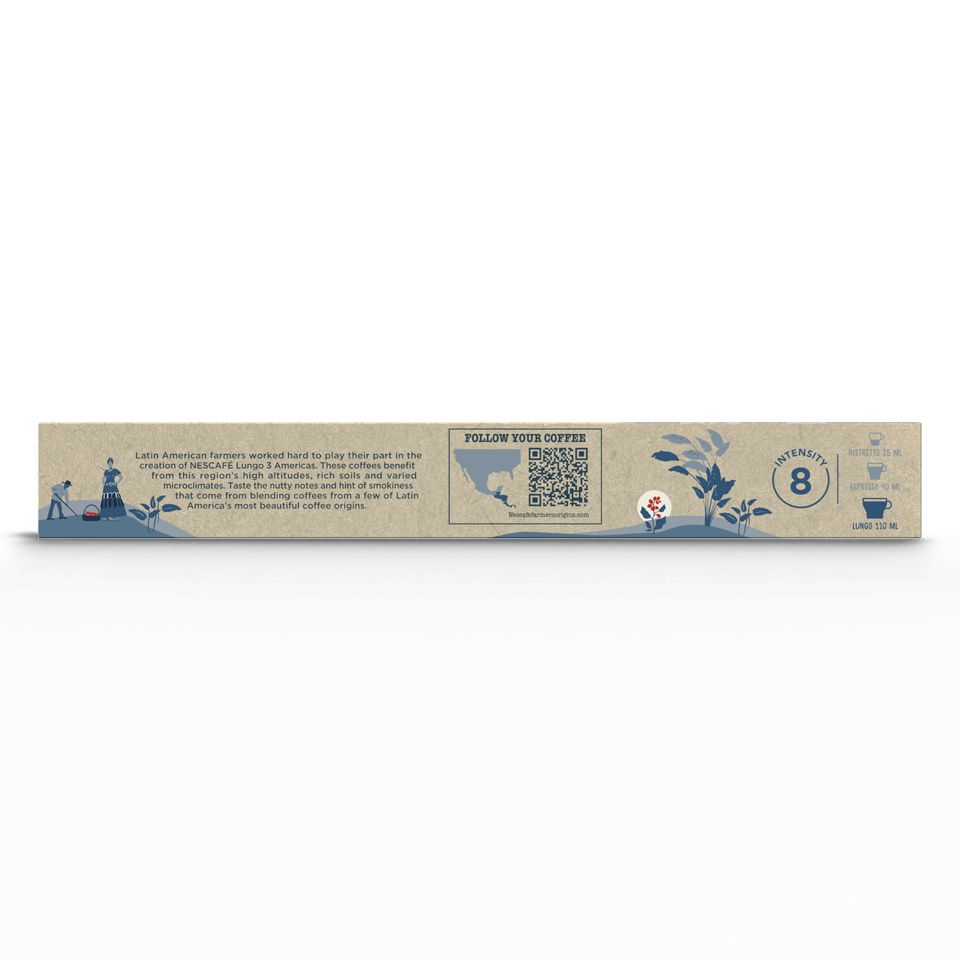 Latin American farmers worked hard to play their part in the
creation of NESCAFÉ Lungo 3 Americas. These coffees benefit
from this region's high altitudes, rich soils and varied
microclimates. Taste the nutty notes and hint of smokiness
that come from blending coffees from a few of Latin
America's most beautiful coffee origins.
FOLLOW YOUR COFFEE
Nescafefarmersorigins.com
INTENSITY
8
RISTRETTO 25 ML
ESPRESSO 40 ML
LUNGO 110 ML